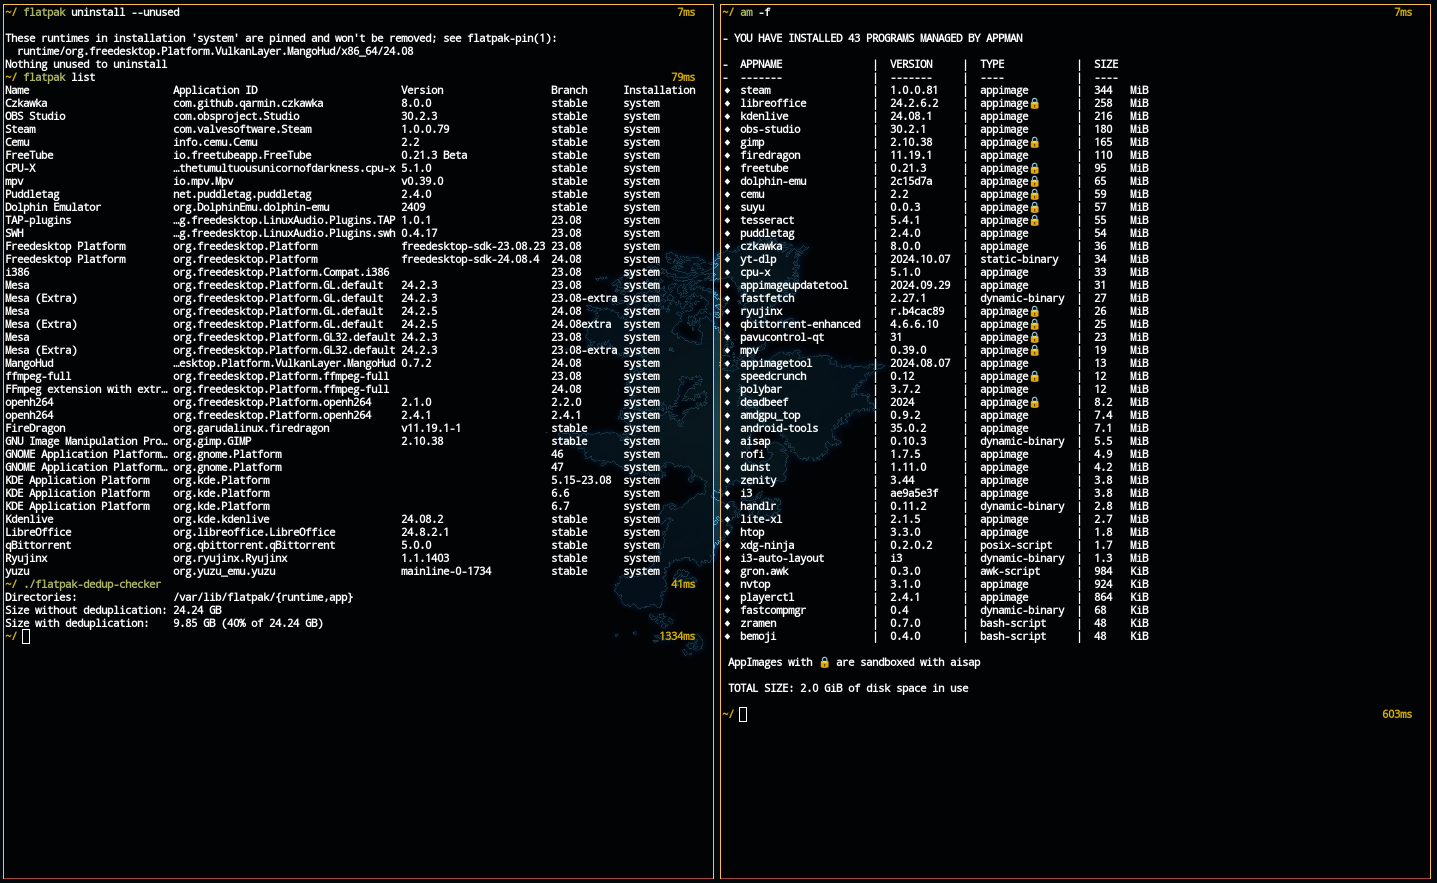 ~/ flatpak uninstall --unused 7ms
These runtimes in installation 'system' are pinned and won't be removed; see flatpak-pin(1):
runtime/org.freedesktop.Platform.VulkanLayer.MangoHud/x86_64/24.08
Nothing unused to uninstall
~/ flatpak list 79ms
Name Application ID Version Branch Installation
Czkawka com.github.qarmin.czkawka 8.0.0 stable system
OBS Studio com.obsproject.Studio 30.2.3 stable system
Steam com.valvesoftware.Steam 1.0.0.79 stable system
Cemu info.cemu.Cemu 2.2 stable system
FreeTube io.freetubeapp.FreeTube 0.21.3 Beta stable system
CPU-X …thetumultuousunicornofdarkness.cpu-x 5.1.0 stable system
mpv io.mpv.Mpv v0.39.0 stable system
Puddletag net.puddletag.puddletag 2.4.0 stable system
Dolphin Emulator org.DolphinEmu.dolphin-emu 2409 stable system
TAP-plugins …g.freedesktop.LinuxAudio.Plugins.TAP 1.0.1 23.08 system
SWH …g.freedesktop.LinuxAudio.Plugins.swh 0.4.17 23.08 system
Freedesktop Platform org.freedesktop.Platform freedesktop-sdk-23.08.23 23.08 system
Freedesktop Platform org.freedesktop.Platform freedesktop-sdk-24.08.4 24.08 system
i386 org.freedesktop.Platform.Compat.i386 23.08 system
Mesa org.freedesktop.Platform.GL.default 24.2.3 23.08 system
Mesa (Extra) org.freedesktop.Platform.GL.default 24.2.3 23.08-extra system
Mesa org.freedesktop.Platform.GL.default 24.2.5 24.08 system
Mesa (Extra) org.freedesktop.Platform.GL.default 24.2.5 24.08extra system
Mesa org.freedesktop.Platform.GL32.default 24.2.3 23.08 system
Mesa (Extra) org.freedesktop.Platform.GL32.default 24.2.3 23.08-extra system
MangoHud …esktop.Platform.VulkanLayer.MangoHud 0.7.2 24.08 system
ffmpeg-full org.freedesktop.Platform.ffmpeg-full 23.08 system
FFmpeg extension with extr… org.freedesktop.Platform.ffmpeg-full 24.08 system
openh264 org.freedesktop.Platform.openh264 2.1.0 2.2.0 system
openh264 org.freedesktop.Platform.openh264 2.4.1 2.4.1 system
FireDragon org.garudalinux.firedragon v11.19.1-1 stable system
GNU Image Manipulation Pro… org.gimp.GIMP 2.10.38 stable system
GNOME Application Platform… org.gnome.Platform 46 system
GNOME Application Platform… org.gnome.Platform 47 system
KDE Application Platform org.kde.Platform 5.15-23.08 system
KDE Application Platform org.kde.Platform 6.6 system
KDE Application Platform org.kde.Platform 6.7 system
Kdenlive org.kde.kdenlive 24.08.2 stable system
LibreOffice org.libreoffice.LibreOffice 24.8.2.1 stable system
qBittorrent org.qbittorrent.qBittorrent 5.0.0 stable system
Ryujinx org.ryujinx.Ryujinx 1.1.1403 stable system
yuzu org.yuzu_emu.yuzu mainline-0-1734 stable system
~/ ./flatpak-dedup-checker 41ms
Directories: /var/lib/flatpak/{runtime,app}
Size without deduplication: 24.24 GB
Size with deduplication: 9.85 GB (40% of 24.24 GB)
~/ 1334ms
~/ am -f 7ms
- YOU HAVE INSTALLED 43 PROGRAMS MANAGED BY APPMAN
- APPNAME | VERSION | TYPE | SIZE
- ------- | ------- | ---- | ----
◆ steam | 1.0.0.81 | appimage | 344 MiB
◆ libreoffice | 24.2.6.2 | appimage🔒 | 258 MiB
◆ kdenlive | 24.08.1 | appimage | 216 MiB
◆ obs-studio | 30.2.1 | appimage | 180 MiB
◆ gimp | 2.10.38 | appimage🔒 | 165 MiB
◆ firedragon | 11.19.1 | appimage | 110 MiB
◆ freetube | 0.21.3 | appimage🔒 | 95 MiB
◆ dolphin-emu | 2c15d7a | appimage🔒 | 65 MiB
◆ cemu | 2.2 | appimage🔒 | 59 MiB
◆ suyu | 0.0.3 | appimage🔒 | 57 MiB
◆ tesseract | 5.4.1 | appimage🔒 | 55 MiB
◆ puddletag | 2.4.0 | appimage | 54 MiB
◆ czkawka | 8.0.0 | appimage | 36 MiB
◆ yt-dlp | 2024.10.07 | static-binary | 34 MiB
◆ cpu-x | 5.1.0 | appimage | 33 MiB
◆ appimageupdatetool | 2024.09.29 | appimage | 31 MiB
◆ fastfetch | 2.27.1 | dynamic-binary | 27 MiB
◆ ryujinx | r.b4cac89 | appimage🔒 | 26 MiB
◆ qbittorrent-enhanced | 4.6.6.10 | appimage🔒 | 25 MiB
◆ pavucontrol-qt | 31 | appimage🔒 | 23 MiB
◆ mpv | 0.39.0 | appimage🔒 | 19 MiB
◆ appimagetool | 2024.08.07 | appimage | 13 MiB
◆ speedcrunch | 0.12 | appimage🔒 | 12 MiB
◆ polybar | 3.7.2 | appimage | 12 MiB
◆ deadbeef | 2024 | appimage🔒 | 8.2 MiB
◆ amdgpu_top | 0.9.2 | appimage | 7.4 MiB
◆ android-tools | 35.0.2 | appimage | 7.1 MiB
◆ aisap | 0.10.3 | dynamic-binary | 5.5 MiB
◆ rofi | 1.7.5 | appimage | 4.9 MiB
◆ dunst | 1.11.0 | appimage | 4.2 MiB
◆ zenity | 3.44 | appimage | 3.8 MiB
◆ i3 | ae9a5e3f | appimage | 3.8 MiB
◆ handlr | 0.11.2 | dynamic-binary | 2.8 MiB
◆ lite-xl | 2.1.5 | appimage | 2.7 MiB
◆ htop | 3.3.0 | appimage | 1.8 MiB
◆ xdg-ninja | 0.2.0.2 | posix-script | 1.7 MiB
◆ i3-auto-layout | i3 | dynamic-binary | 1.3 MiB
◆ gron.awk | 0.3.0 | awk-script | 984 KiB
◆ nvtop | 3.1.0 | appimage | 924 KiB
◆ playerctl | 2.4.1 | appimage | 864 KiB
◆ fastcompmgr | 0.4 | dynamic-binary | 68 KiB
◆ zramen | 0.7.0 | bash-script | 48 KiB
◆ bemoji | 0.4.0 | bash-script | 48 KiB
AppImages with 🔒 are sandboxed with aisap
TOTAL SIZE: 2.0 GiB of disk space in use
~/ 603ms